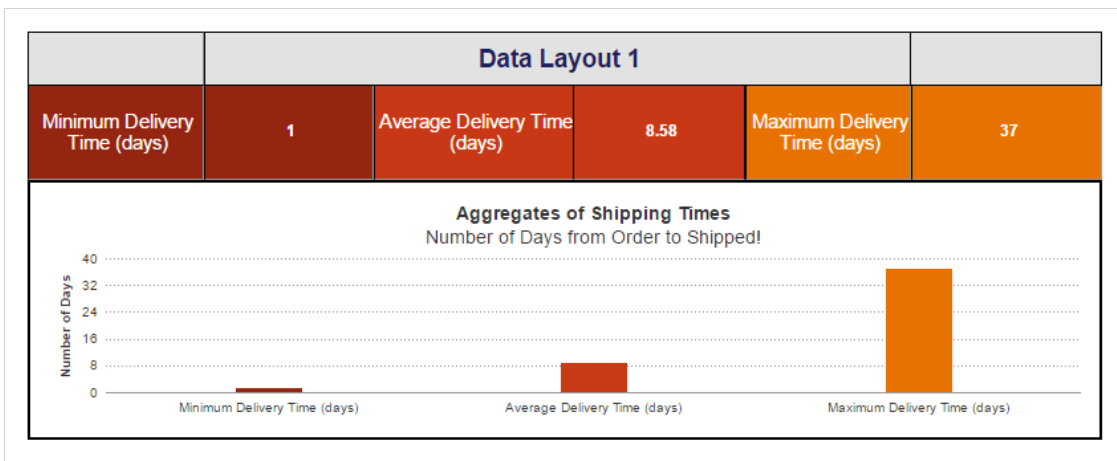 Data Layout 1
Minimum Delivery
Time (days)
1
Average Delivery Time
(days)
8.58
Maximum Delivery
Time (days)
37
Aggregates of Shipping Times
Number of Days from Order to Shipped!
Number of Days
40
32
24
16
8
0
Minimum Delivery Time (days)
Average Delivery Time (days)
Maximum Delivery Time (days)